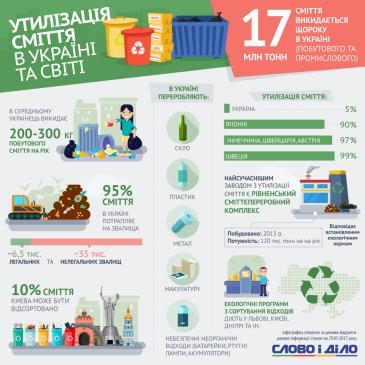 УТИЛІЗАЦІЯ
СМІТТЯ
В УКРАЇНІ
ТА СВІТІ
17
МЛН ТОНН
СМІТТЯ
ВИКИДАЄТЬСЯ
ЩОРОКУ
В УКРАЇНІ
(ПОБУТОВОГО ТА
ПРОМИСЛОВОГО)
В СЕРЕДНЬОМУ
УКРАЇНЕЦЬ ВИКИДАЄ
200-300 кг
ПОБУТОВОГО
СМІТТЯ НА РІК
95%
СМІТТЯ
В УКРАЇНІ
ПОТРАПЛЯЄ
НА ЗВАЛИЩА
~6,5 тис.
ЛЕГАЛЬНИХ
ТА
~35 тис.
НЕЛЕГАЛЬНИХ ЗВАЛИЩ
10% СМІТТЯ
КИЄВА МОЖЕ БУТИ
ВІДСОРТОВАНО
В УКРАЇНІ
ПЕРЕРОБЛЯЮТЬ:
СКЛО
ПЛАСТИК
МЕТАЛ
МАКУЛАТУРУ
НЕБЕЗПЕЧНІ НЕОРГАНІЧНІ
ВІДХОДИ (БАТАРЕЙКИ, РТУТНІ
ЛАМПИ, АКУМУЛЯТОРИ)
УТИЛІЗАЦІЯ СМІТТЯ:
УКРАЇНА 5%
ЯПОНІЯ 90%
НІМЕЧЧИНА, ШВЕЙЦАРІЯ, АВСТРІЯ 97%
ШВЕЦІЯ 99%
НАЙСУЧАСНІШИМ
ЗАВОДОМ З УТИЛІЗАЦІЇ
СМІТТЯ Є РІВНЕНСЬКИЙ
СМІТТЄПЕРЕРОБНИЙ
КОМПЛЕКС
Відповідає
встановленим
екологічним
нормам
Побудовано: 2013 р.
Потужність: 120 тис. тонн на рік
ЕКОЛОГІЧНІ ПРОГРАМИ
З СОРТУВАННЯ ВІДХОДІВ
ДІЮТЬ У ЛЬВОВІ, КИЄВІ,
ДНІПРІ ТА ІН.
Інфографіку створено за даними відкритих
джерел інформації станом на 29.05.2017 року.
СЛОВО і ДІЛО